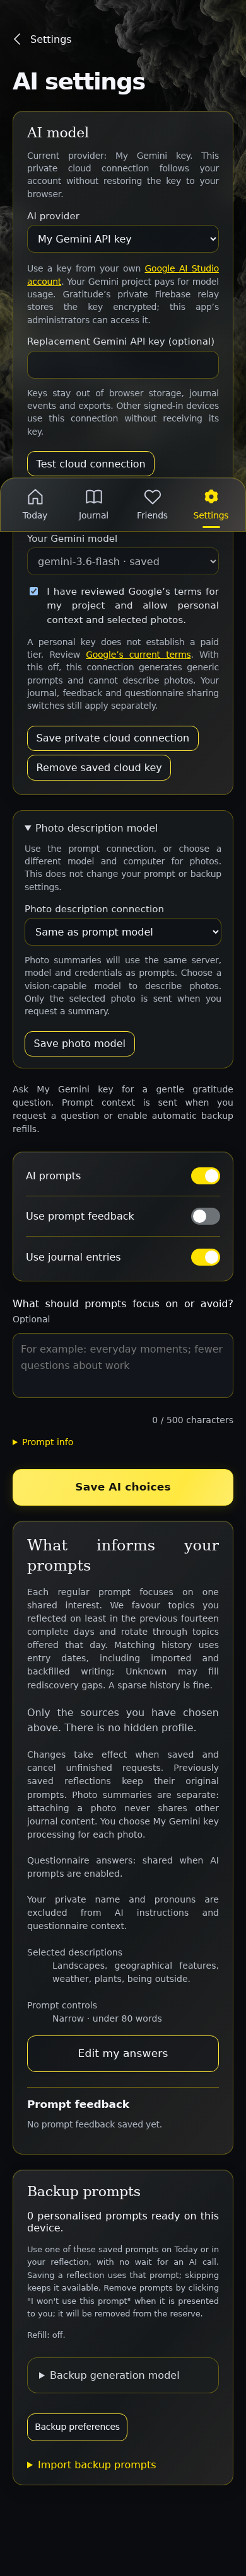 Settings
AI settings
AI model
Current provider: My Gemini key. This
private cloud connection follows your
account without restoring the key to your
browser.
AI provider
My Gemini API key
Use a key from your own Google AI Studio
account. Your Gemini project pays for model
usage. Gratitude's private Firebase relay
stores the key encrypted; this app's
administrators can access it.
Replacement Gemini API key (optional)
Keys stay out of browser storage, journal
events and exports. Other signed-in devices
use this connection without receiving its
key.
Test cloud connection
Today
Journal
Friends
Settings
Your Gemini model
gemini-3.6-flash · saved
I have reviewed Google's terms for
my project and allow personal
context and selected photos.
A personal key does not establish a paid
tier. Review Google's current terms. With
this off, this connection generates generic
prompts and cannot describe photos. Your
journal, feedback and questionnaire sharing
switches still apply separately.
Save private cloud connection
Remove saved cloud key
▼ Photo description model
Use the prompt connection, or choose a
different model and computer for photos.
This does not change your prompt or backup
settings.
Photo description connection
Same as prompt model
Photo summaries will use the same server,
model and credentials as prompts. Choose a
vision-capable model to describe photos.
Only the selected photo is sent when you
request a summary.
Save photo model
Ask My Gemini key for a gentle gratitude
question. Prompt context is sent when you
request a question or enable automatic backup
refills.
AI prompts
Use prompt feedback
Use journal entries
What should prompts focus on or avoid?
Optional
For example: everyday moments; fewer
questions about work
0 / 500 characters
▶ Prompt info
Save AI choices
What informs your
prompts
Each regular prompt focuses on one
shared interest. We favour topics you
reflected on least in the previous fourteen
complete days and rotate through topics
offered that day. Matching history uses
entry dates, including imported and
backfilled writing; Unknown may fill
rediscovery gaps. A sparse history is fine.
Only the sources you have chosen
above. There is no hidden profile.
Changes take effect when saved and
cancel unfinished requests. Previously
saved reflections keep their original
prompts. Photo summaries are separate:
attaching a photo never shares other
journal content. You choose My Gemini key
processing for each photo.
Questionnaire answers: shared when AI
prompts are enabled.
Your private name and pronouns are
excluded from AI instructions and
questionnaire context.
Selected descriptions
Landscapes, geographical features,
weather, plants, being outside.
Prompt controls
Narrow · under 80 words
Edit my answers
Prompt feedback
No prompt feedback saved yet.
Backup prompts
0 personalised prompts ready on this
device.
Use one of these saved prompts on Today or in
your reflection, with no wait for an AI call.
Saving a reflection uses that prompt; skipping
keeps it available. Remove prompts by clicking
"I won't use this prompt" when it is presented
to you; it will be removed from the reserve.
Refill: off.
▶ Backup generation model
Backup preferences
▶ Import backup prompts